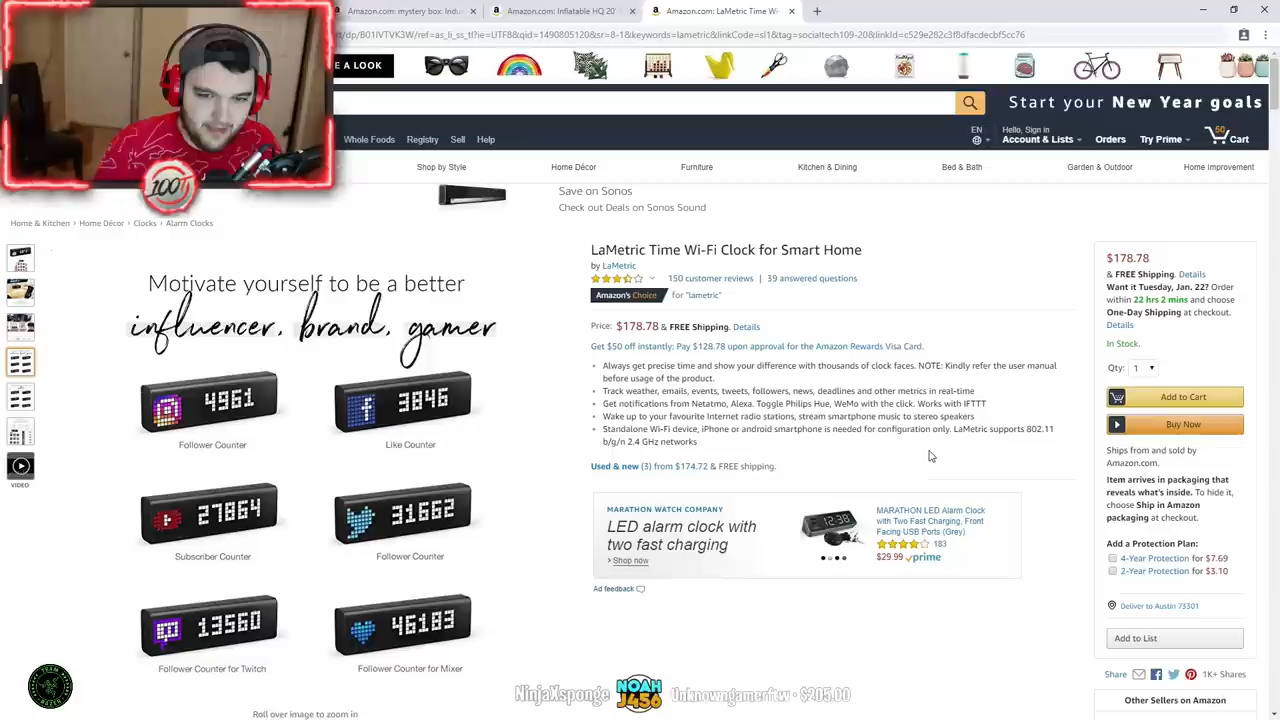 Amazon.com: mystery box: Indu
Amazon.com: Inflatable HQ 20'
Amazon.com: LaMetric Time Wi-F
/dp/B01IVTVK3W/ref=as_li_ss_tl?ie=UTF8&qid=1490805120&sr=8-1&keywords=lametric&linkCode=sl1&tag=socialtech109-20&linkId=c529e282c3f8dfacdecbf5cc76
E A LOOK
Start your New Year goals
Whole Foods Registry Sell Help
EN
Hello, Sign in
Account & Lists Orders Try Prime 50 Cart
Shop by Style Home Décor Furniture Kitchen & Dining Bed & Bath Garden & Outdoor Home Improvement
100T
Save on Sonos
Check out Deals on Sonos Sound
Home & Kitchen › Home Décor › Clocks › Alarm Clocks
VIDEO
Motivate yourself to be a better
influencer, brand, gamer
4961
3846
Follower Counter
Like Counter
27864
31662
Subscriber Counter
Follower Counter
13560
46183
Follower Counter for Twitch
Follower Counter for Mixer
Roll over image to zoom in
LaMetric Time Wi-Fi Clock for Smart Home
by LaMetric
150 customer reviews | 39 answered questions
Amazon's Choice for "lametric"
Price: $178.78 & FREE Shipping. Details
Get $50 off instantly: Pay $128.78 upon approval for the Amazon Rewards Visa Card.
Always get precise time and show your difference with thousands of clock faces. NOTE: Kindly refer the user manual
before usage of the product.
Track weather, emails, events, tweets, followers, news, deadlines and other metrics in real-time
Get notifications from Netatmo, Alexa. Toggle Philips Hue, WeMo with the click. Works with IFTTT
Wake up to your favourite Internet radio stations, stream smartphone music to stereo speakers
Standalone Wi-Fi device, iPhone or android smartphone is needed for configuration only. LaMetric supports 802.11
b/g/n 2.4 GHz networks
Used & new (3) from $174.72 & FREE shipping.
MARATHON WATCH COMPANY
LED alarm clock with
two fast charging
› Shop now
12:38
MARATHON LED Alarm Clock
with Two Fast Charging, Front
Facing USB Ports (Grey)
183
$29.99 prime
Ad feedback
$178.78
& FREE Shipping. Details
Want it Tuesday, Jan. 22? Order
within 22 hrs 2 mins and choose
One-Day Shipping at checkout.
Details
In Stock.
Qty: 1
Add to Cart
Buy Now
Ships from and sold by
Amazon.com.
Item arrives in packaging that
reveals what's inside. To hide it,
choose Ship in Amazon
packaging at checkout.
Add a Protection Plan:
4-Year Protection for $7.69
2-Year Protection for $3.10
Deliver to Austin 73301
Add to List
Share 1K+ Shares
Other Sellers on Amazon
NinjaXsponge NOAH J456 Unknowngamerftw - $205.00